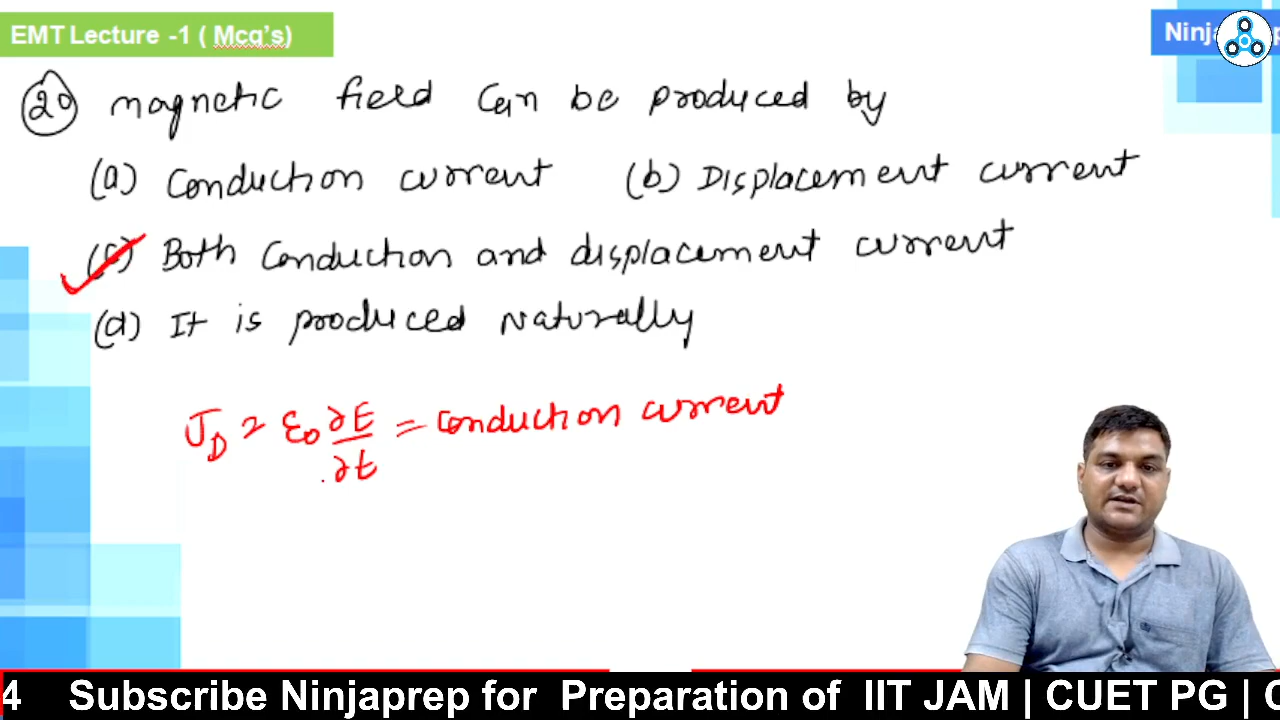 EMT Lecture -1 ( Mcq's)
Ninja
20 magnetic field can be produced by
(a) Conduction current (b) Displacement current
(c) Both conduction and displacement current
(d) It is produced Naturally
J_D = ε₀ ∂E/∂t = conduction current
4 Subscribe Ninjaprep for Preparation of IIT JAM | CUET PG |